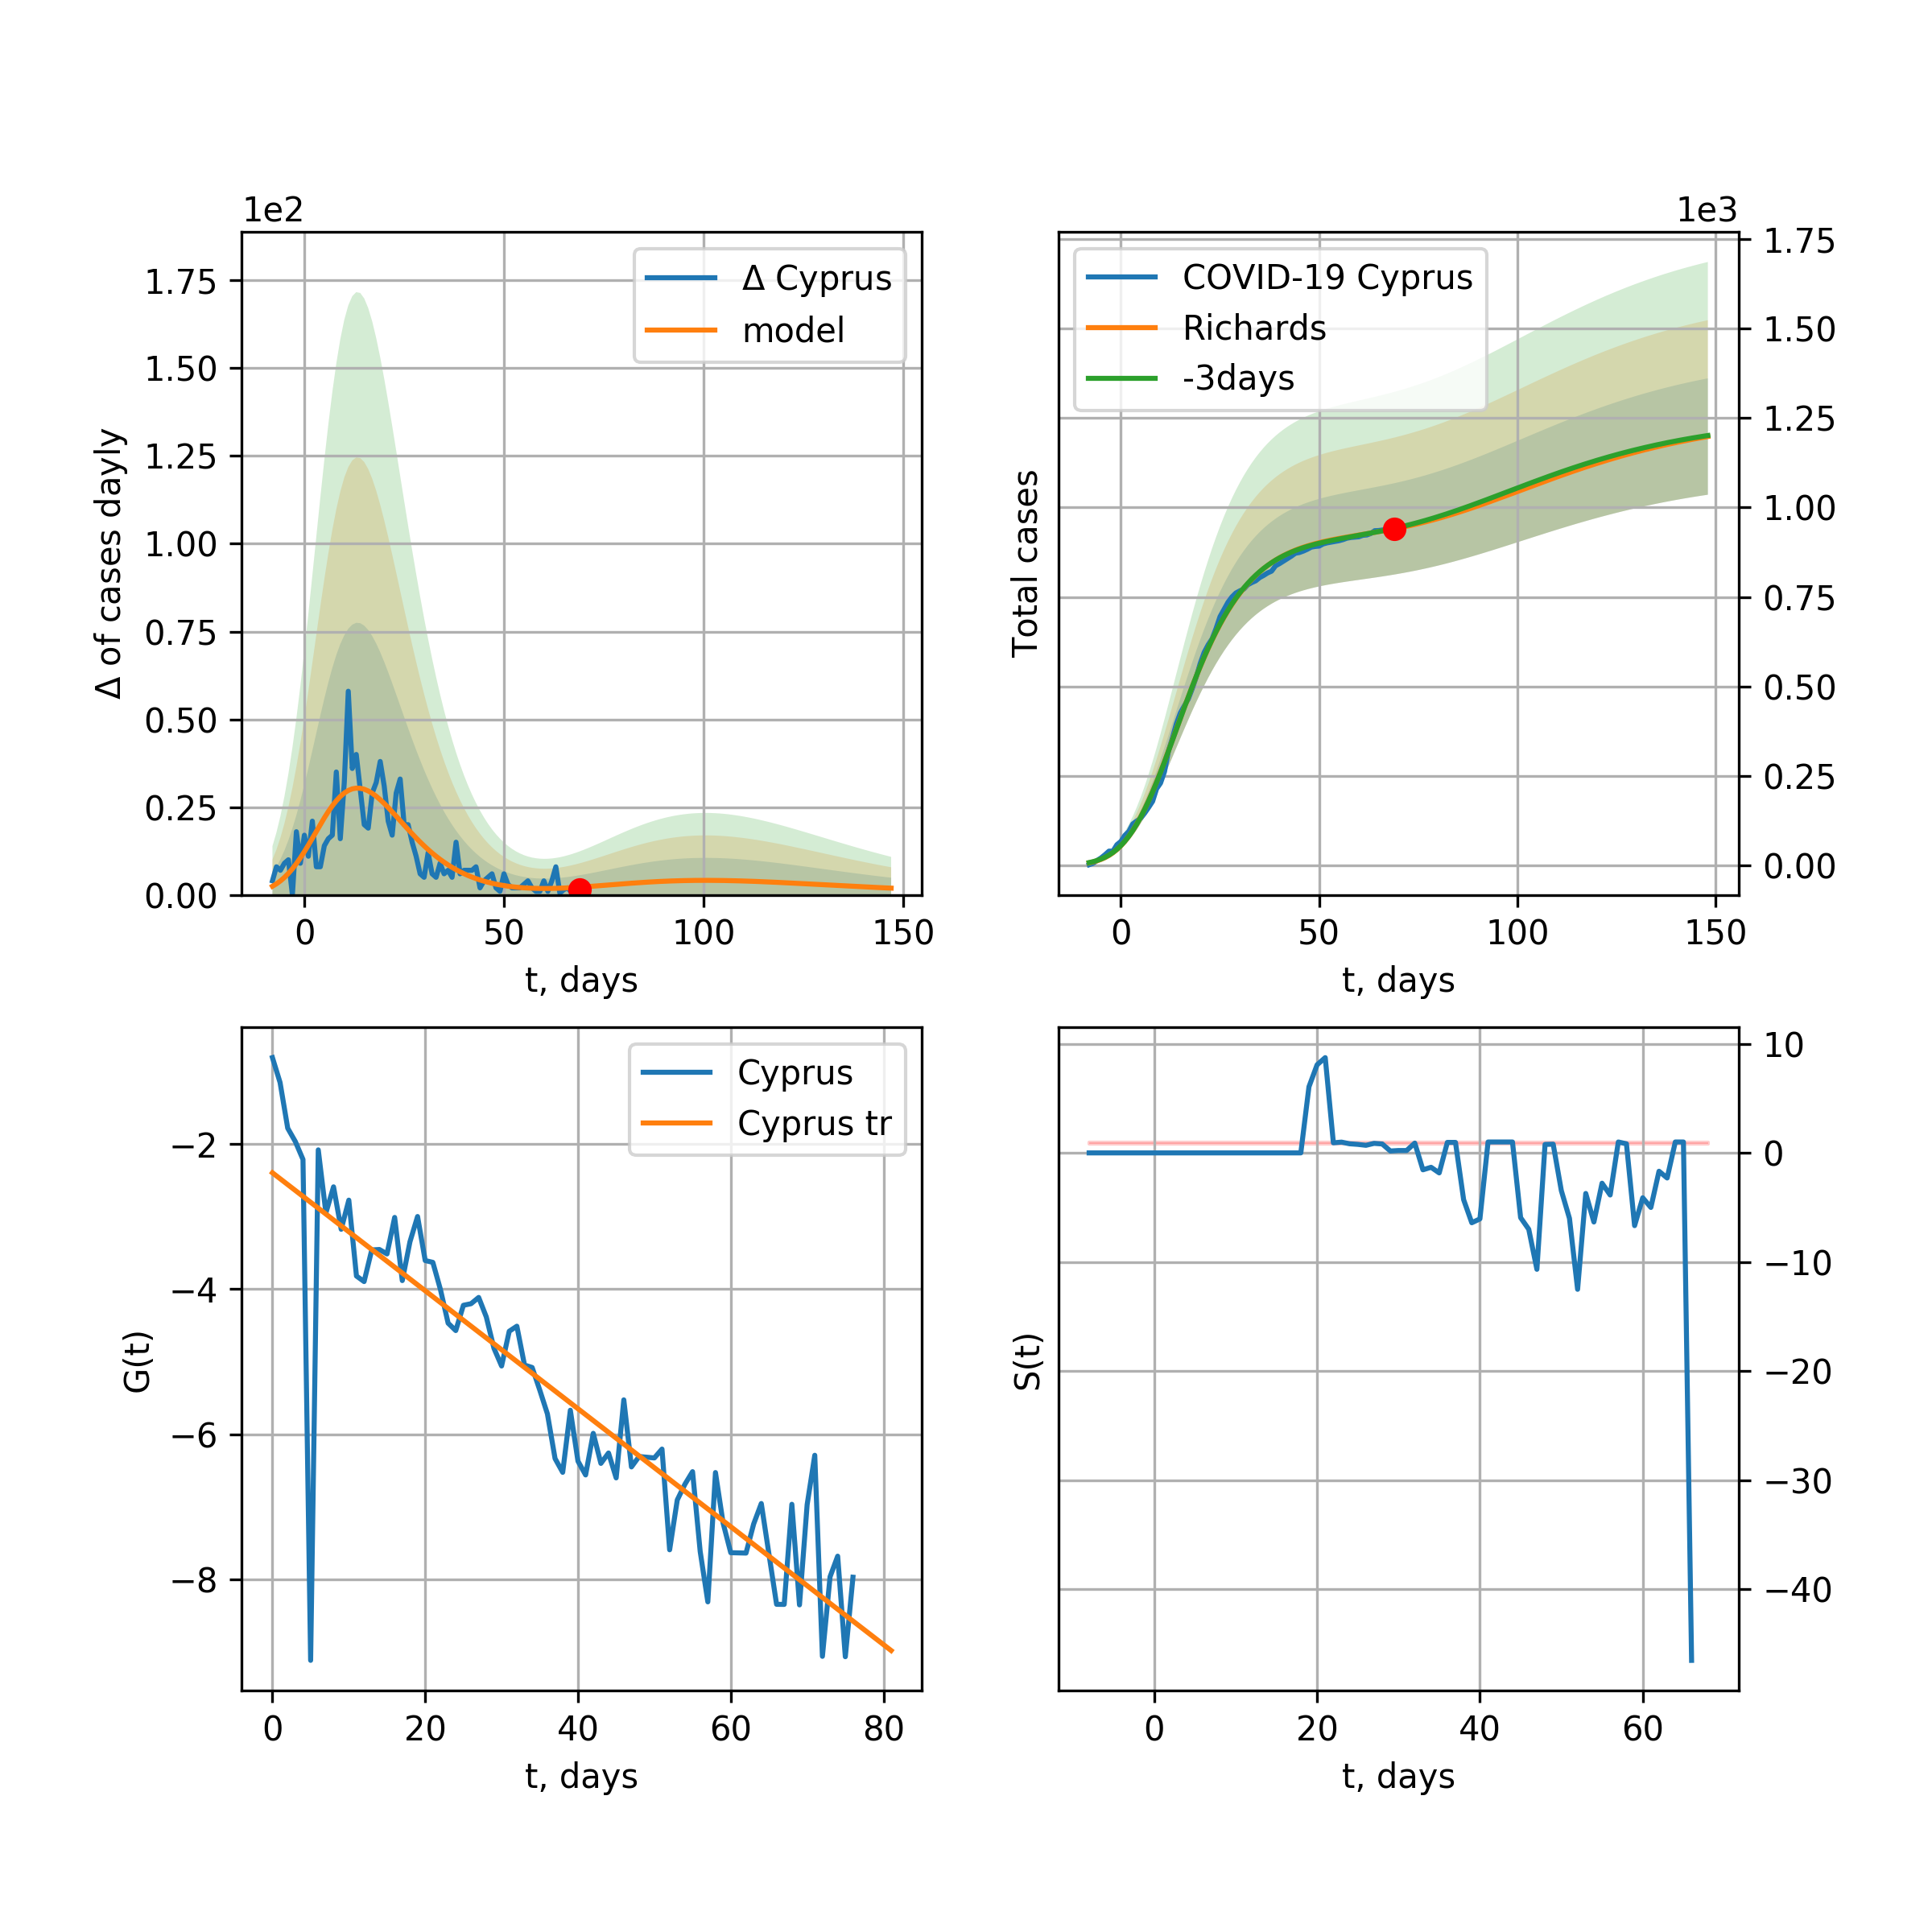 1e2
1.75
1.50
1.25
1.00
0.75
0.50
0.25
0.00
Δ of cases dayly
Δ Cyprus
model
0 50 100 150
t, days
1e3
1.75
1.50
1.25
1.00
0.75
0.50
0.25
0.00
Total cases
COVID-19 Cyprus
Richards
-3days
0 50 100 150
t, days
−2
−4
−6
−8
G(t)
Cyprus
Cyprus tr
0 20 40 60 80
t, days
10
0
−10
−20
−30
−40
S(t)
0 20 40 60
t, days